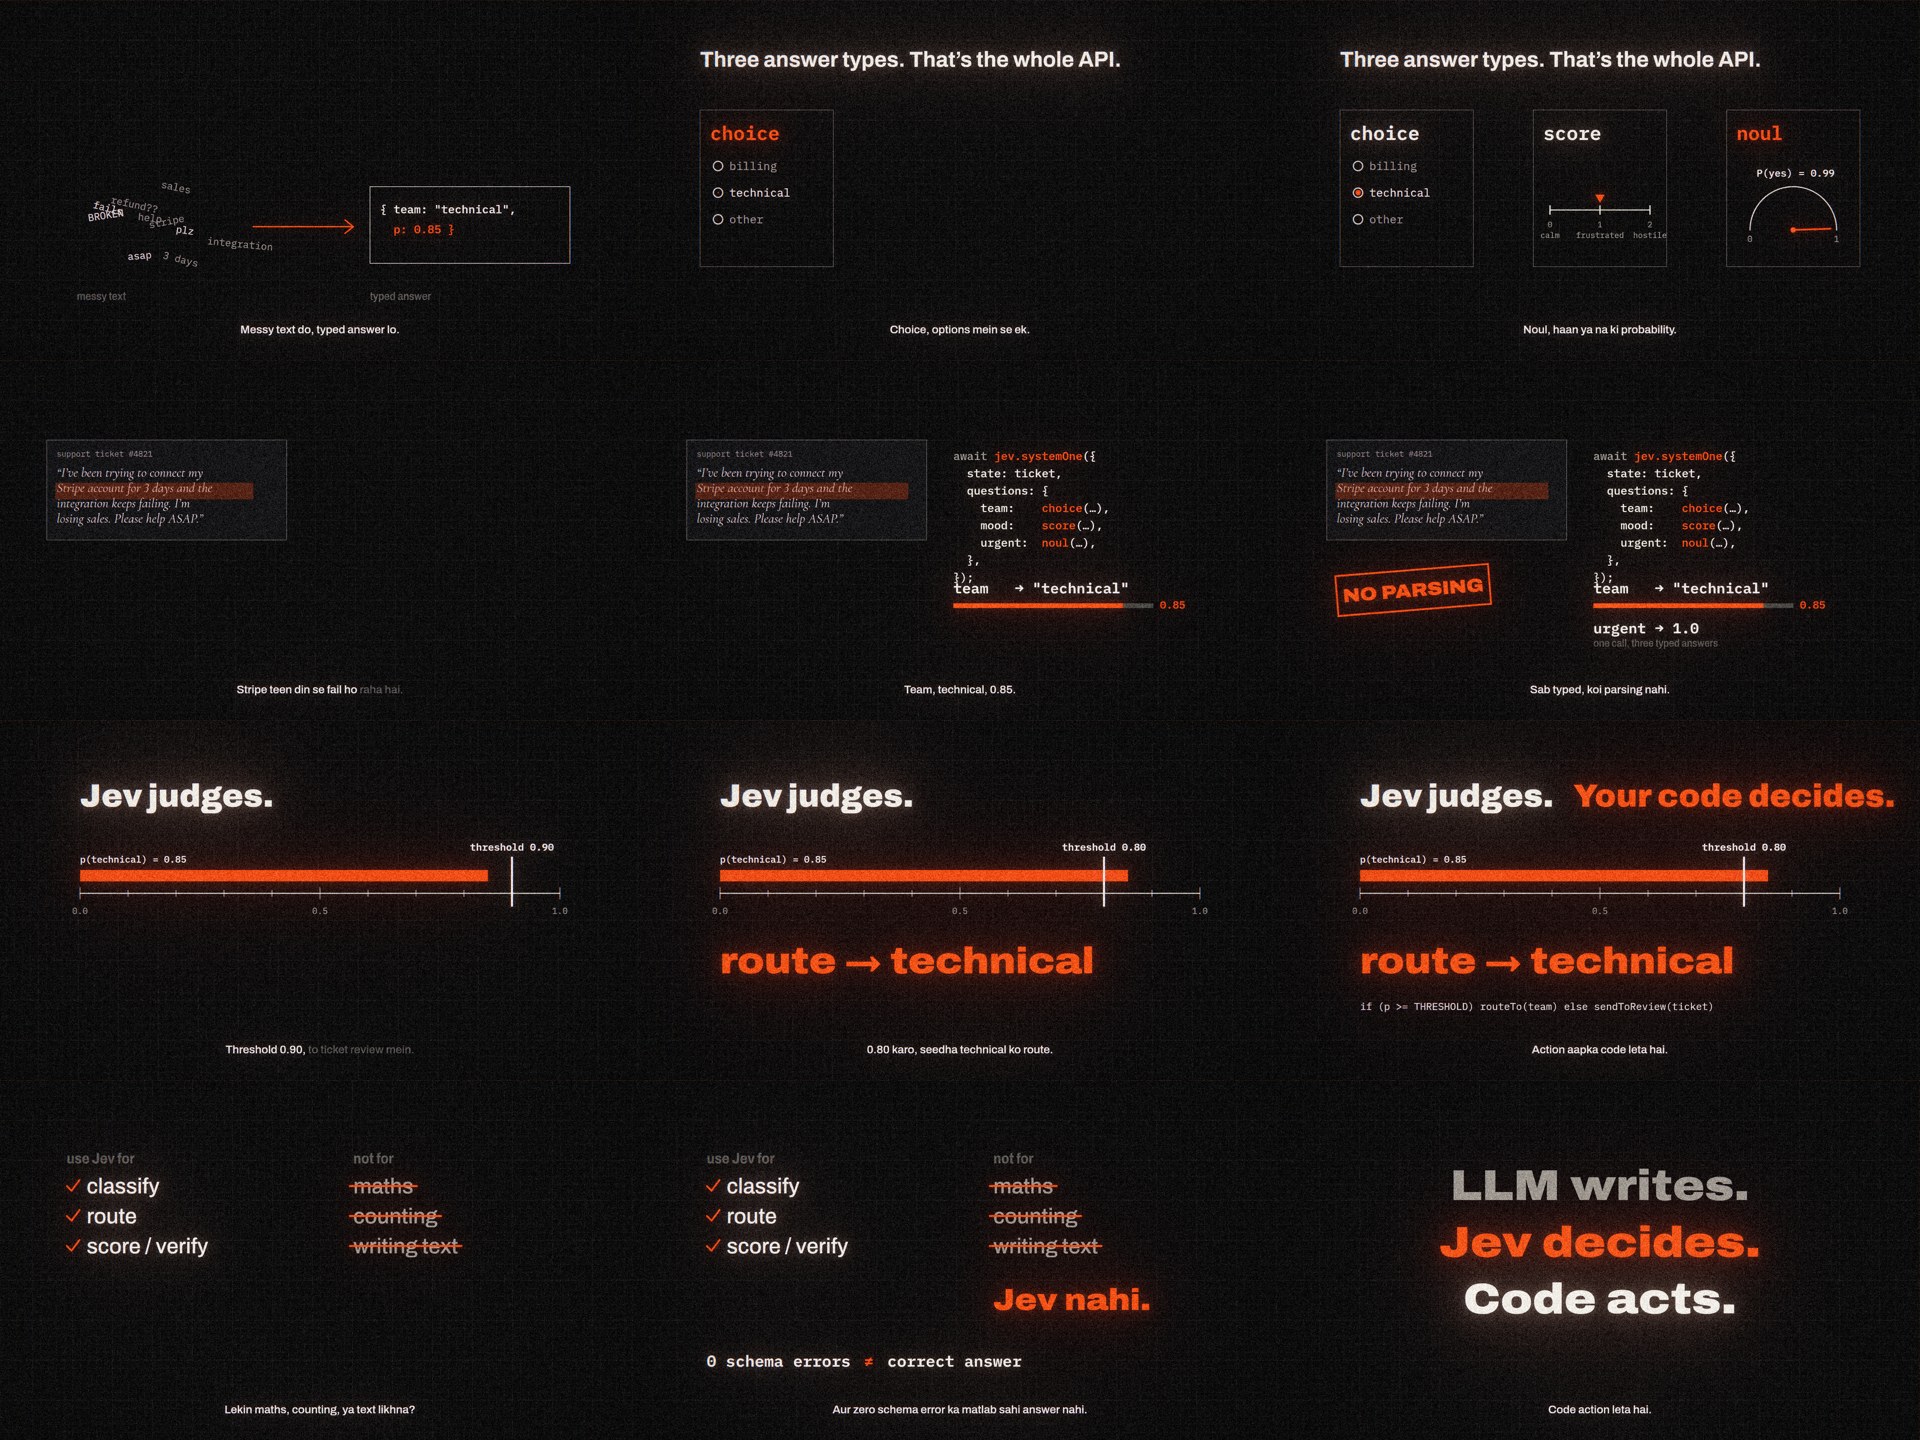 sales
refund??
fails
BROKEN
help
stripe
plz
integration
asap
3 days
{ team: "technical",
p: 0.85 }
messy text
typed answer
Messy text do, typed answer lo.
Three answer types. That's the whole API.
choice
billing
technical
other
Choice, options mein se ek.
Three answer types. That's the whole API.
choice
billing
technical
other
score
0 1 2
calm frustrated hostile
noul
P(yes) = 0.99
0 1
Noul, haan ya na ki probability.
support ticket #4821
“I've been trying to connect my
Stripe account for 3 days and the
integration keeps failing. I'm
losing sales. Please help ASAP.”
Stripe teen din se fail ho raha hai.
support ticket #4821
“I've been trying to connect my
Stripe account for 3 days and the
integration keeps failing. I'm
losing sales. Please help ASAP.”
await jev.systemOne({
state: ticket,
questions: {
team: choice(…),
mood: score(…),
urgent: noul(…),
},
});
team → "technical"
0.85
Team, technical, 0.85.
support ticket #4821
“I've been trying to connect my
Stripe account for 3 days and the
integration keeps failing. I'm
losing sales. Please help ASAP.”
NO PARSING
await jev.systemOne({
state: ticket,
questions: {
team: choice(…),
mood: score(…),
urgent: noul(…),
},
});
team → "technical"
0.85
urgent → 1.0
one call, three typed answers
Sab typed, koi parsing nahi.
Jev judges.
threshold 0.90
p(technical) = 0.85
0.0 0.5 1.0
Threshold 0.90, to ticket review mein.
Jev judges.
threshold 0.80
p(technical) = 0.85
0.0 0.5 1.0
route → technical
0.80 karo, seedha technical ko route.
Jev judges. Your code decides.
threshold 0.80
p(technical) = 0.85
0.0 0.5 1.0
route → technical
if (p >= THRESHOLD) routeTo(team) else sendToReview(ticket)
Action aapka code leta hai.
use Jev for
✓ classify
✓ route
✓ score / verify
not for
maths
counting
writing text
Lekin maths, counting, ya text likhna?
use Jev for
✓ classify
✓ route
✓ score / verify
not for
maths
counting
writing text
Jev nahi.
0 schema errors ≠ correct answer
Aur zero schema error ka matlab sahi answer nahi.
LLM writes.
Jev decides.
Code acts.
Code action leta hai.